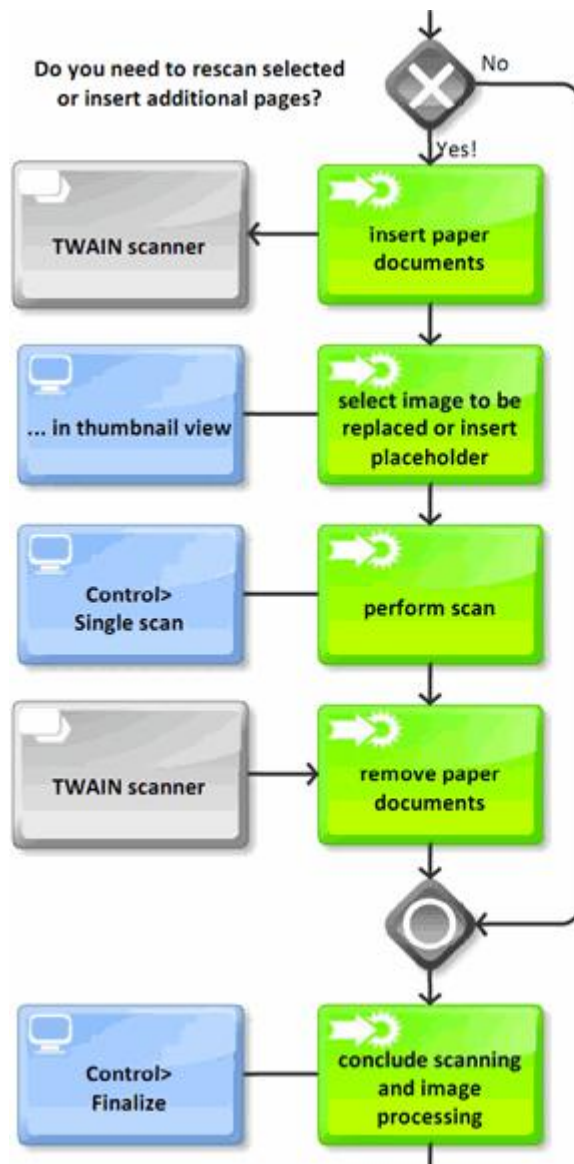 Do you need to rescan selected
or insert additional pages?
No
Yes!
TWAIN scanner
insert paper
documents
... in thumbnail view
select image to be
replaced or insert
placeholder
Control>
Single scan
perform scan
TWAIN scanner
remove paper
documents
Control>
Finalize
conclude scanning
and image
processing